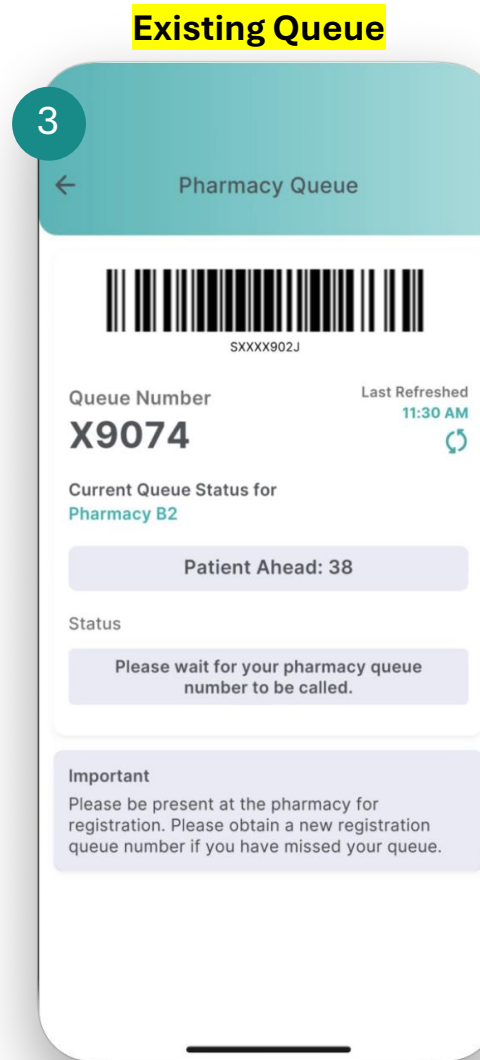 Existing Queue
3
Pharmacy Queue
SXXXX902J
Queue Number
Last Refreshed
X9074
11:30 AM
Current Queue Status for
Pharmacy B2
Patient Ahead: 38
Status
Please wait for your pharmacy queue
number to be called.
Important
Please be present at the pharmacy for
registration. Please obtain a new registration
queue number if you have missed your queue.